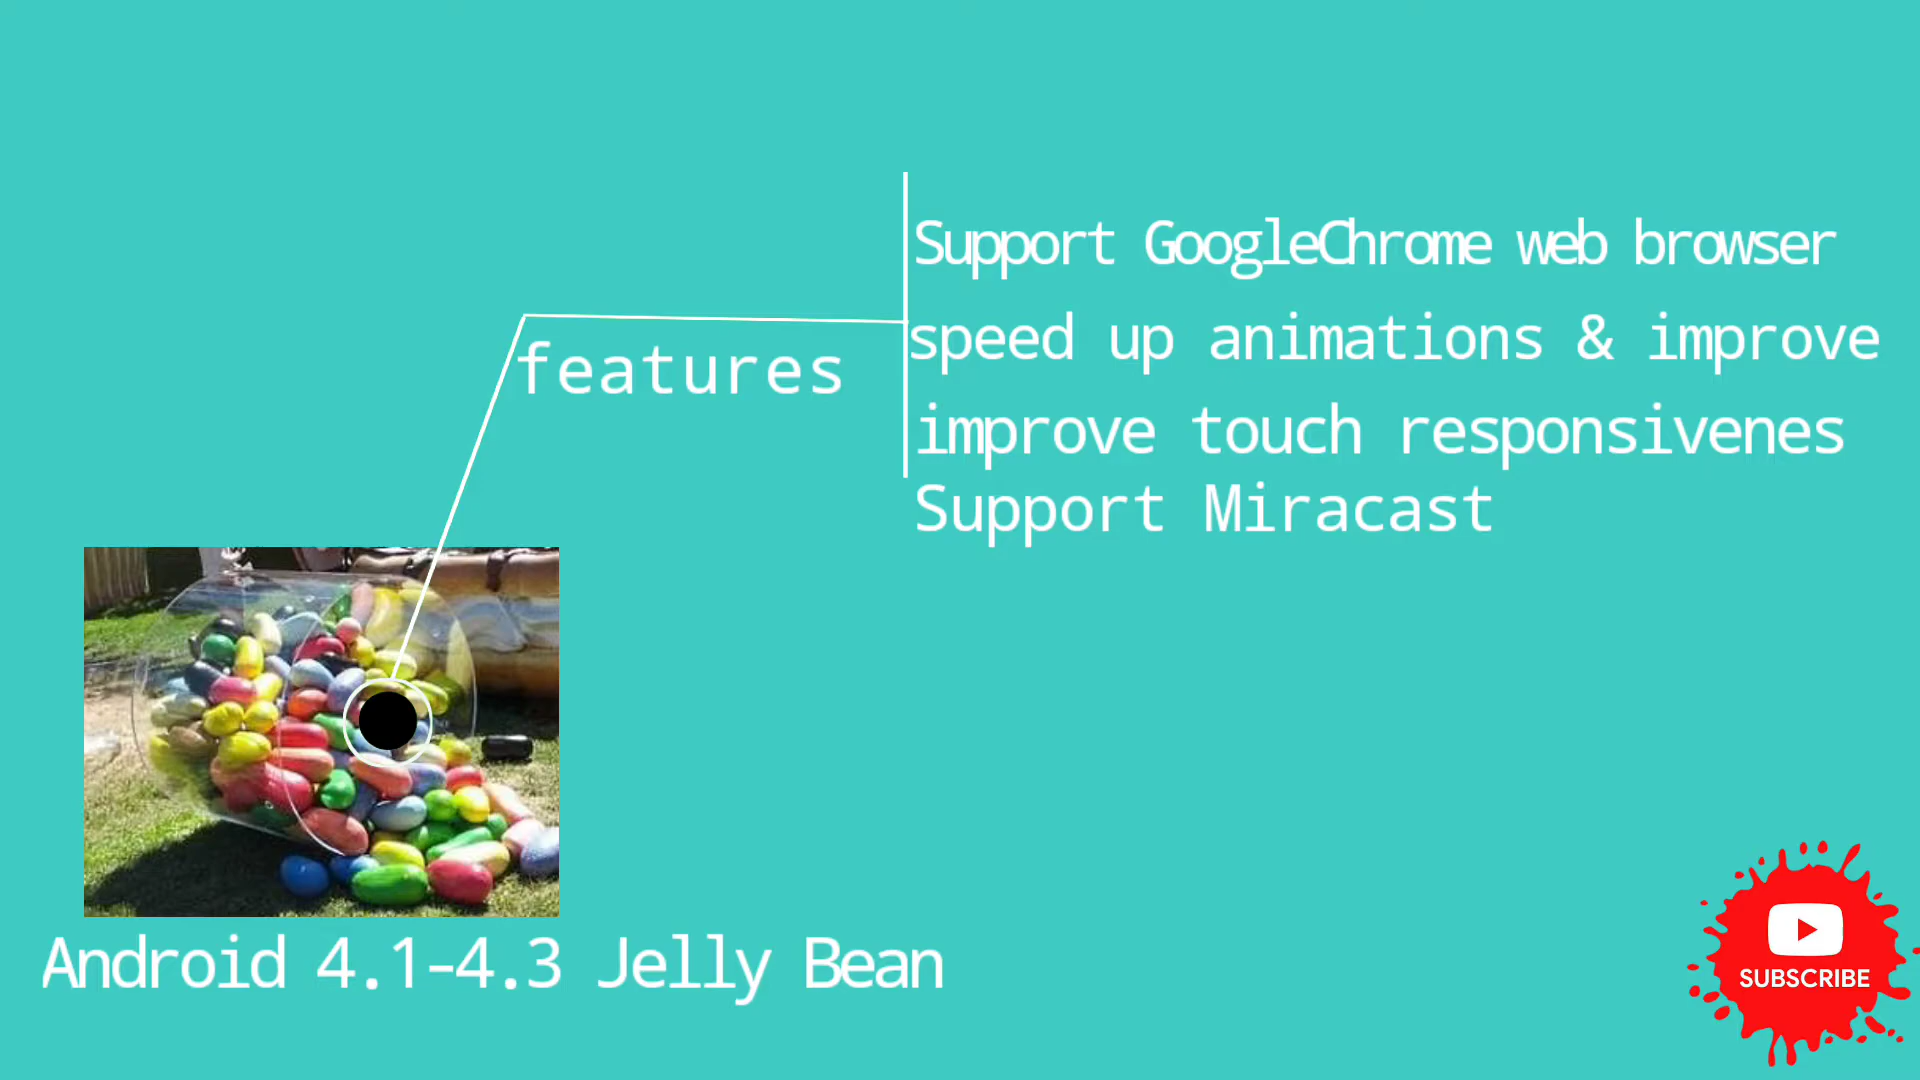 Support GoogleChrome web browser
speed up animations & improve
features
improve touch responsivenes
Support Miracast
Android 4.1-4.3 Jelly Bean
SUBSCRIBE